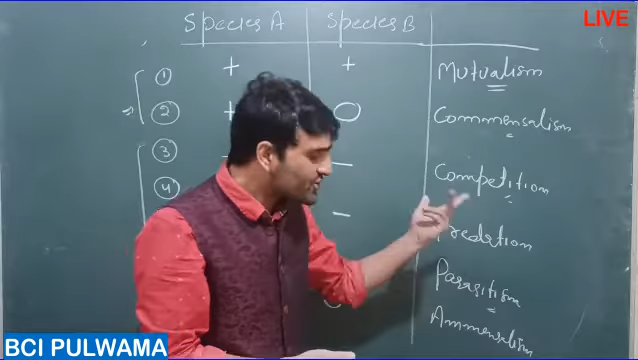 LIVE
Species A Species B
① + + Mutualism
② + O Commensalism
③ — Competition
④ — Predation
Parasitism
Ammensalism
BCI PULWAMA